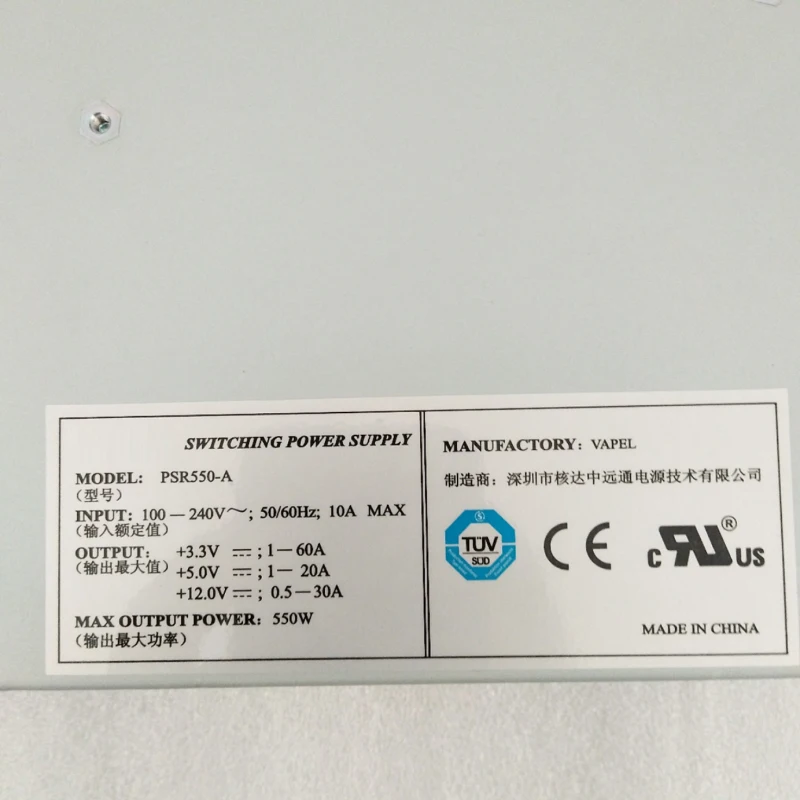 SWITCHING POWER SUPPLY
MODEL: PSR550-A
(型号)
INPUT: 100 — 240V～; 50/60Hz; 10A MAX
(输入额定值)
OUTPUT: +3.3V ⎓; 1—60A
(输出最大值) +5.0V ⎓; 1— 20A
+12.0V ⎓; 0.5—30A
MAX OUTPUT POWER: 550W
(输出最大功率)
MANUFACTORY: VAPEL
制造商: 深圳市核达中远通电源技术有限公司
TÜV
SÜD
CE
c RU ® US
MADE IN CHINA